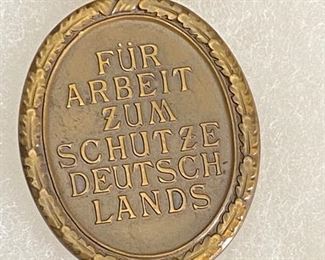 FÜR
ARBEIT
ZUM
SCHUTZE
DEUTSCH
LANDS